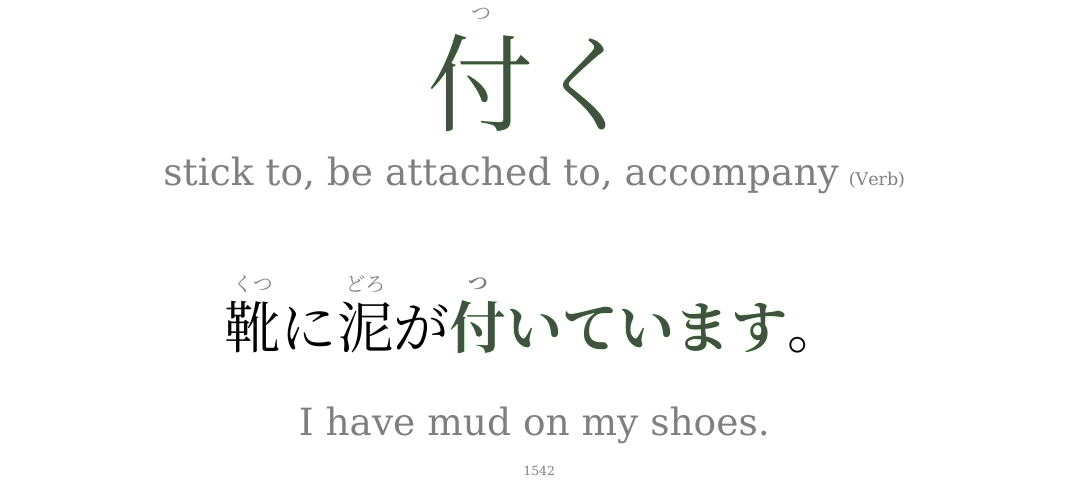 つ
付く
stick to, be attached to, accompany (Verb)
くつ どろ つ
靴に泥が付いています。
I have mud on my shoes.
1542